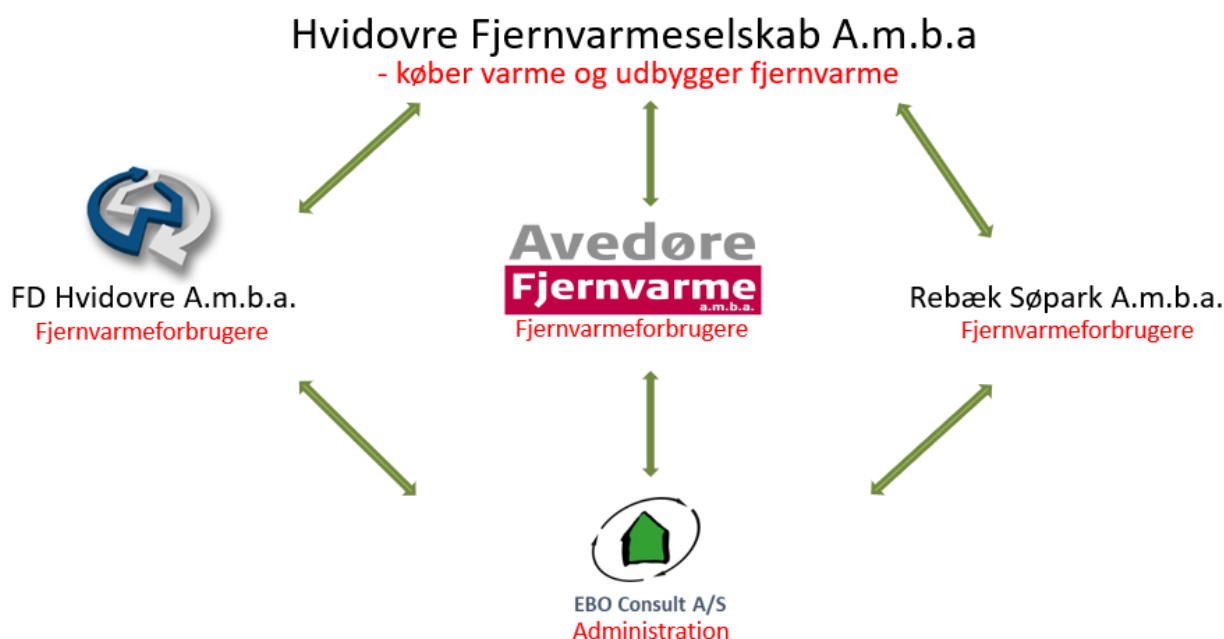 Hvidovre Fjernvarmeselskab A.m.b.a
- køber varme og udbygger fjernvarme
FD Hvidovre A.m.b.a.
Fjernvarmeforbrugere
Avedøre
Fjernvarme
a.m.b.a.
Fjernvarmeforbrugere
Rebæk Søpark A.m.b.a.
Fjernvarmeforbrugere
EBO Consult A/S
Administration